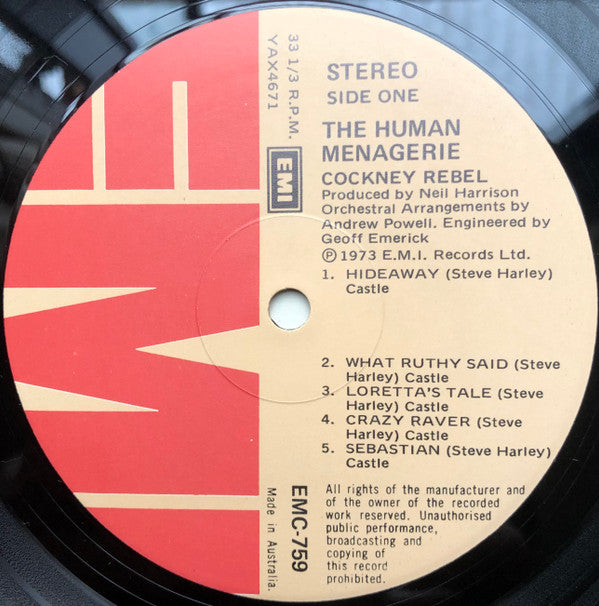 STEREO
SIDE ONE
THE HUMAN
MENAGERIE
COCKNEY REBEL
Produced by Neil Harrison
Orchestral Arrangements by
Andrew Powell. Engineered by
Geoff Emerick
Ⓟ 1973 E.M.I. Records Ltd.
1. HIDEAWAY (Steve Harley)
Castle
2. WHAT RUTHY SAID (Steve
Harley) Castle
3. LORETTA'S TALE (Steve
Harley) Castle
4. CRAZY RAVER (Steve
Harley) Castle
5. SEBASTIAN (Steve Harley)
Castle
All rights of the manufacturer and
of the owner of the recorded
work reserved. Unauthorised
public performance,
broadcasting and
copying of
this record
prohibited.
33 1/3 R.P.M.
YAX4671
EMI
EMC-759
Made in Australia.
EMI